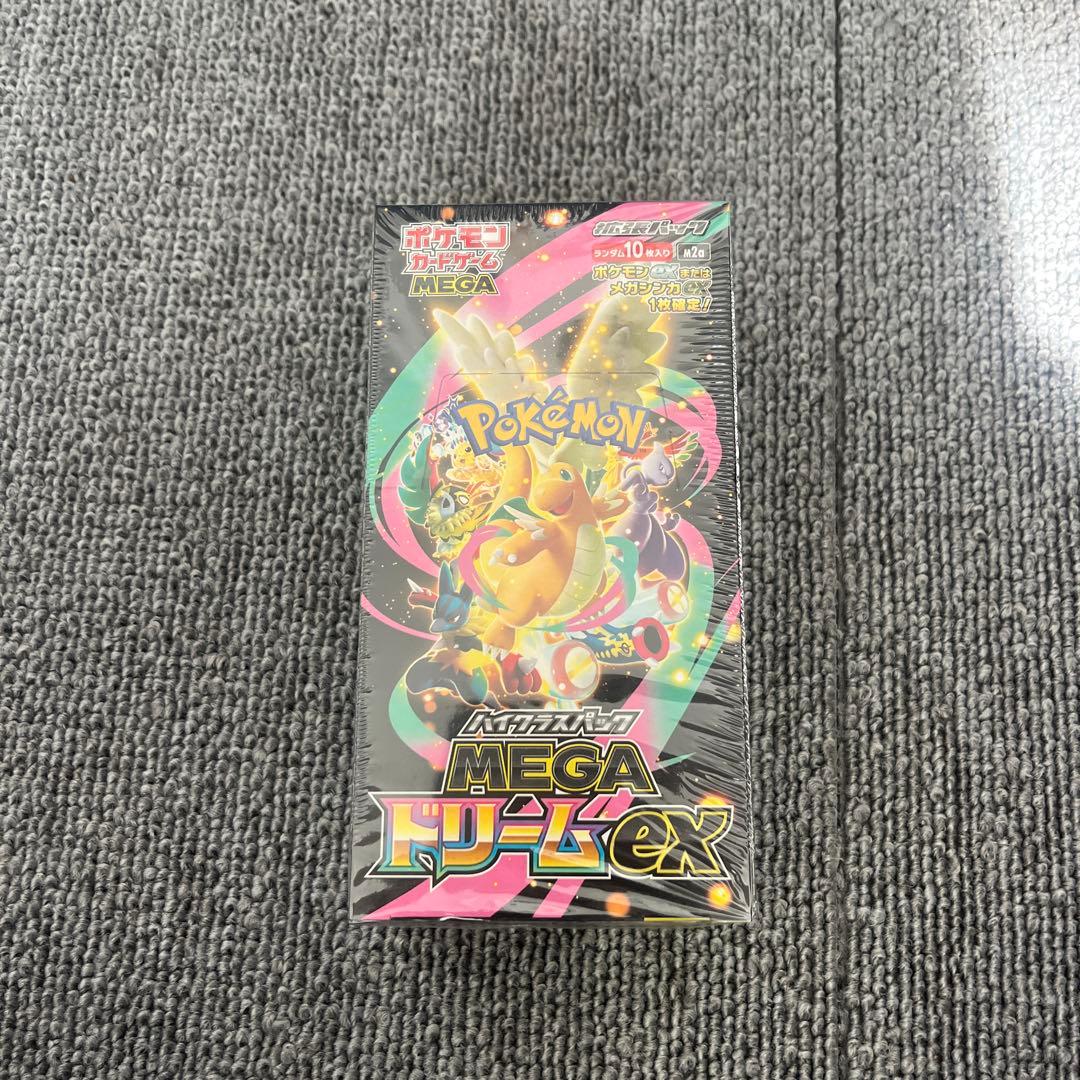 ポケモン
カードゲーム
MEGA
拡張パック
ランダム10枚入り M2a
ポケモンexまたは
メガシンカex
1枚確定!
POKÉMON
ハイクラスパック
MEGA
ドリームex